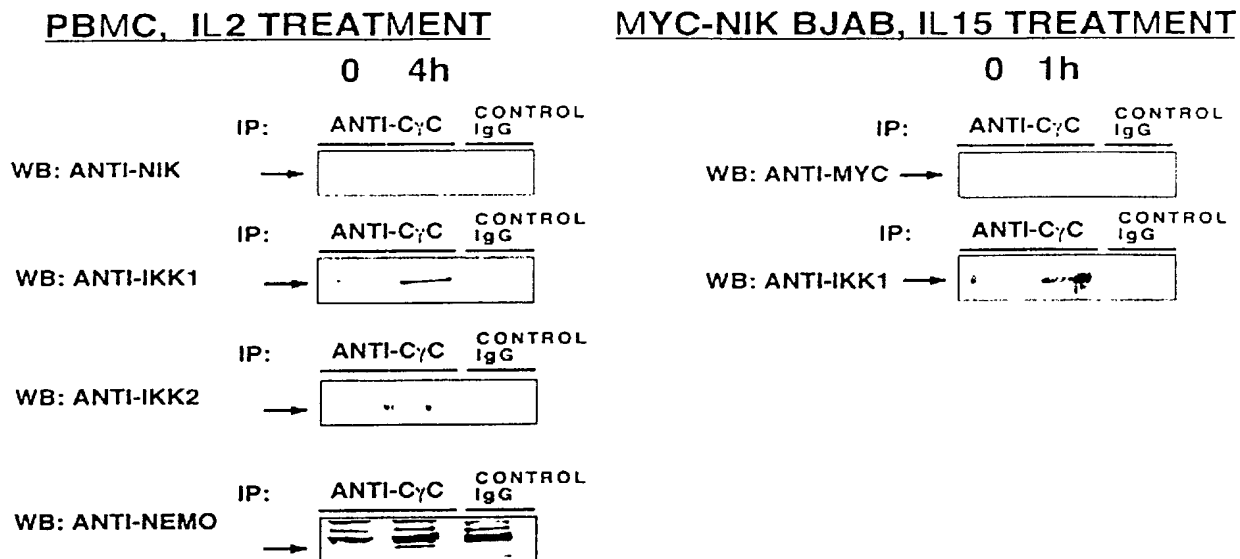 PBMC, IL2 TREATMENT
0 4h
IP: ANTI-CγC CONTROL IgG
WB: ANTI-NIK
IP: ANTI-CγC CONTROL IgG
WB: ANTI-IKK1
IP: ANTI-CγC CONTROL IgG
WB: ANTI-IKK2
IP: ANTI-CγC CONTROL IgG
WB: ANTI-NEMO
MYC-NIK BJAB, IL15 TREATMENT
0 1h
IP: ANTI-CγC CONTROL IgG
WB: ANTI-MYC
IP: ANTI-CγC CONTROL IgG
WB: ANTI-IKK1